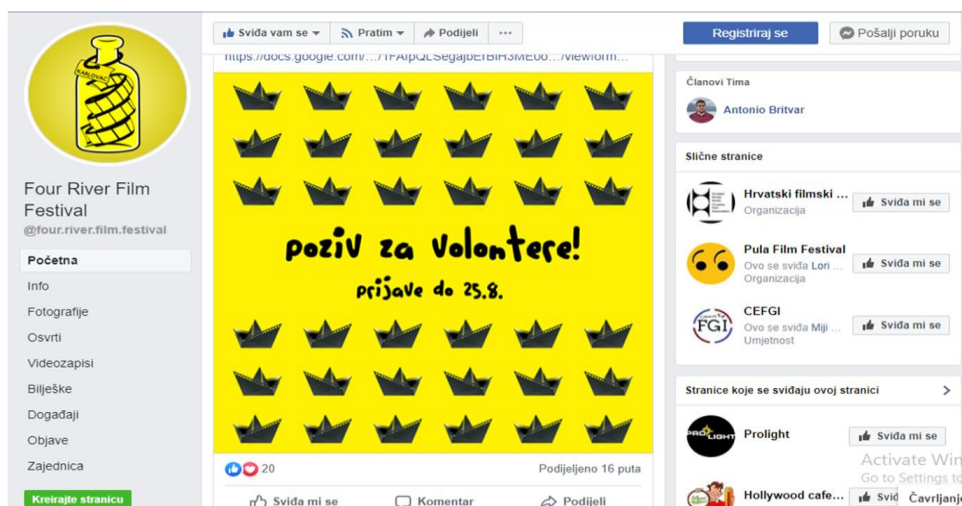 Sviđa vam se
Pratim
Podijeli
Registriraj se
Pošalji poruku
KARLOVAC
Four River Film
Festival
@four.river.film.festival
Početna
Info
Fotografije
Osvrti
Videozapisi
Bilješke
Događaji
Objave
Zajednica
Kreirajte stranicu
poziv za volontere!
prijave do 25.8.
20
Podijeljeno 16 puta
Sviđa mi se
Komentar
Podijeli
Članovi Tima
Antonio Britvar
Slične stranice
Hrvatski filmski ...
Organizacija
Sviđa mi se
Pula Film Festival
Ovo se sviđa Lori ...
Organizacija
Sviđa mi se
FGI
CEFGI
Ovo se sviđa Miji ...
Umjetnost
Sviđa mi se
Stranice koje se sviđaju ovoj stranici
PROLIGHT
Prolight
Sviđa mi se
Activate Win
Go to Settings to
Hollywood cafe...
Sviđ
Čavrljanje